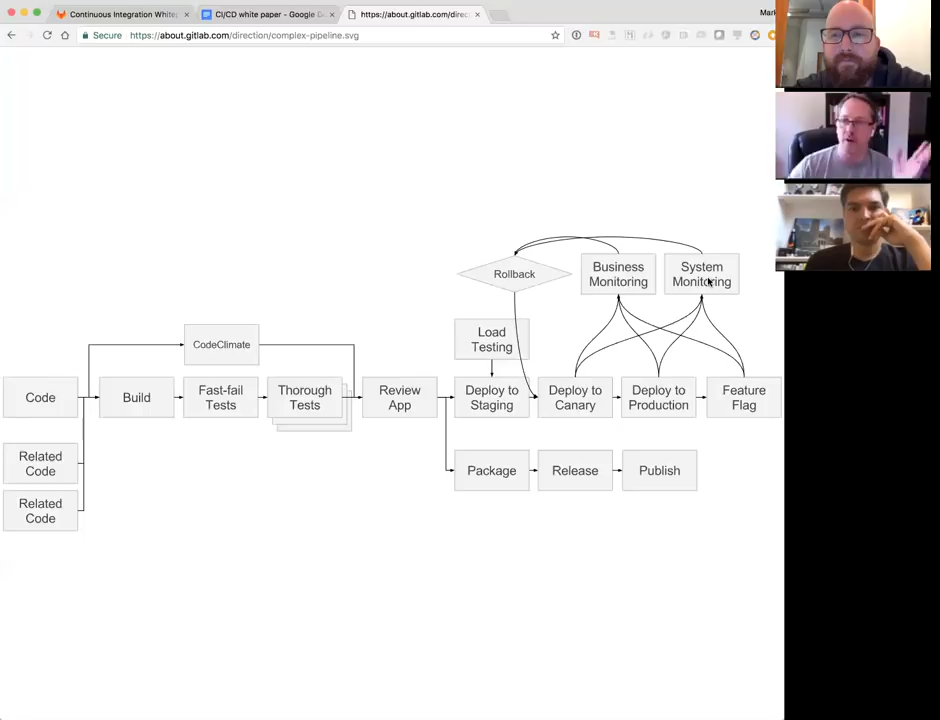 Continuous Integration Whitep
CI/CD white paper - Google D
https://about.gitlab.com/direc
Mark
Secure
https://about.gitlab.com/direction/complex-pipeline.svg
Rollback
Business
Monitoring
System
Monitoring
Load
Testing
CodeClimate
Code
Build
Fast-fail
Tests
Thorough
Tests
Review
App
Deploy to
Staging
Deploy to
Canary
Deploy to
Production
Feature
Flag
Related
Code
Package
Release
Publish
Related
Code